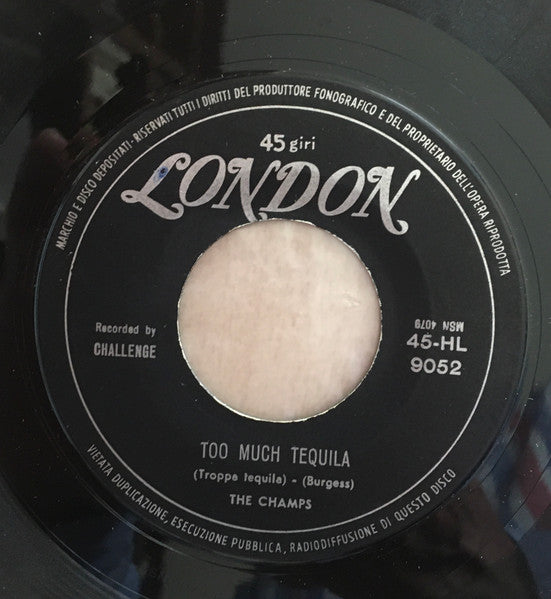 MARCHIO E DISCO DEPOSITATI - RISERVATI TUTTI I DIRITTI DEL PRODUTTORE FONOGRAFICO E DEL PROPRIETARIO DELL'OPERA RIPRODOTTA
45 giri
LONDON
Recorded by
CHALLENGE
MSN 4079
45-HL
9052
TOO MUCH TEQUILA
(Troppa tequila) - (Burgess)
THE CHAMPS
VIETATA DUPLICAZIONE, ESECUZIONE PUBBLICA, RADIODIFFUSIONE DI QUESTO DISCO